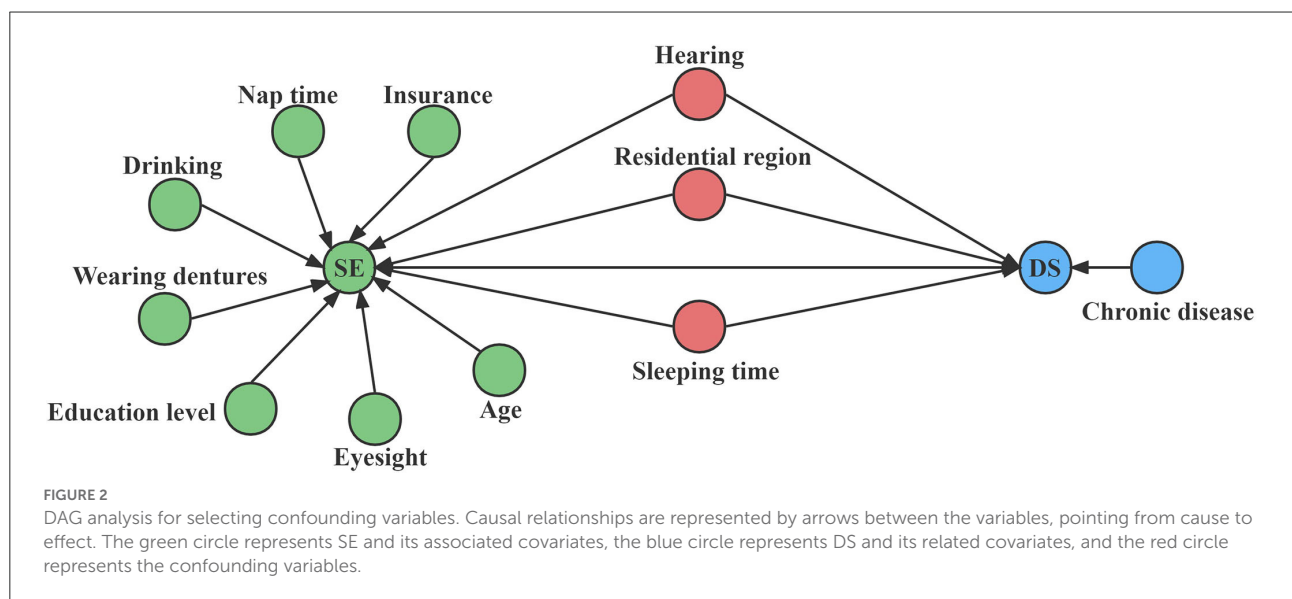 Hearing
Nap time
Insurance
Residential region
Drinking
SE
DS
Wearing dentures
Chronic disease
Sleeping time
Education level
Age
Eyesight
FIGURE 2
DAG analysis for selecting confounding variables. Causal relationships are represented by arrows between the variables, pointing from cause to
effect. The green circle represents SE and its associated covariates, the blue circle represents DS and its related covariates, and the red circle
represents the confounding variables.